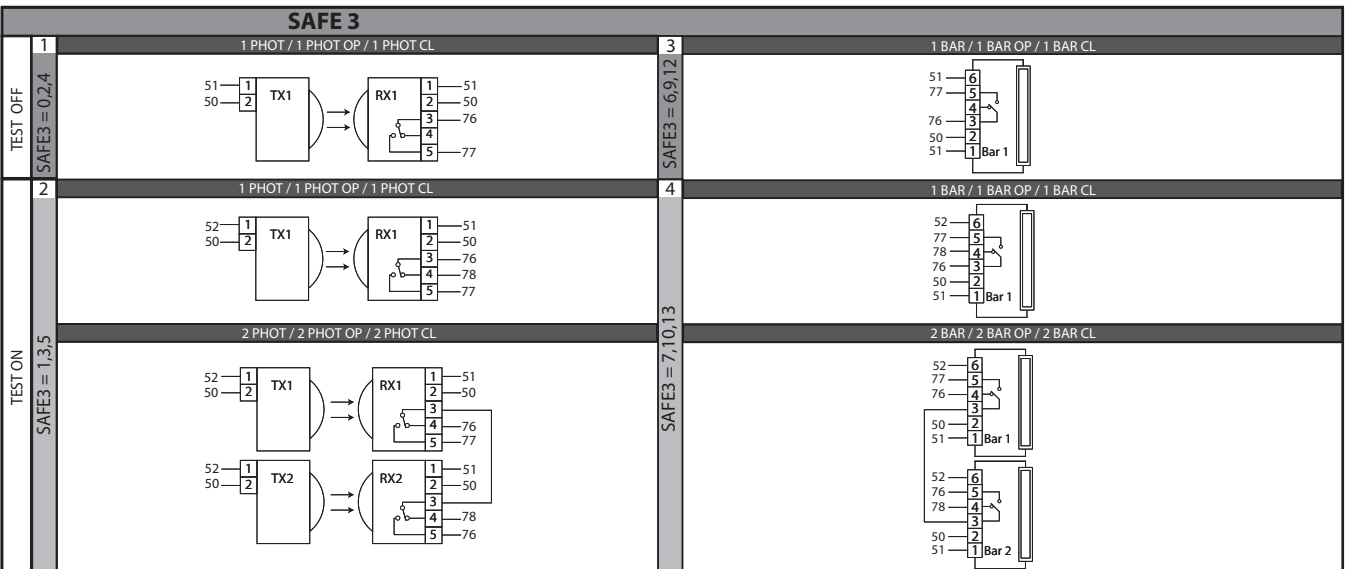 SAFE 3
TEST OFF
SAFE3 = 0,2,4
1
1 PHOT / 1 PHOT OP / 1 PHOT CL
51 1 TX1 RX1 1 51
50 2 2 50
3 76
4
5 77
SAFE3 = 6,9,12
3
1 BAR / 1 BAR OP / 1 BAR CL
51 6
77 5
4
76 3
50 2
51 1 Bar 1
TEST ON
SAFE3 = 1,3,5
2
1 PHOT / 1 PHOT OP / 1 PHOT CL
52 1 TX1 RX1 1 51
50 2 2 50
3 76
4 78
5 77
2 PHOT / 2 PHOT OP / 2 PHOT CL
52 1 TX1 RX1 1 51
50 2 2 50
3
4 76
5 77
52 1 TX2 RX2 1 51
50 2 2 50
3
4 78
5 76
SAFE3 = 7,10,13
4
1 BAR / 1 BAR OP / 1 BAR CL
52 6
77 5
78 4
76 3
50 2
51 1 Bar 1
2 BAR / 2 BAR OP / 2 BAR CL
52 6
77 5
76 4
3
50 2
51 1 Bar 1
52 6
76 5
78 4
3
50 2
51 1 Bar 2